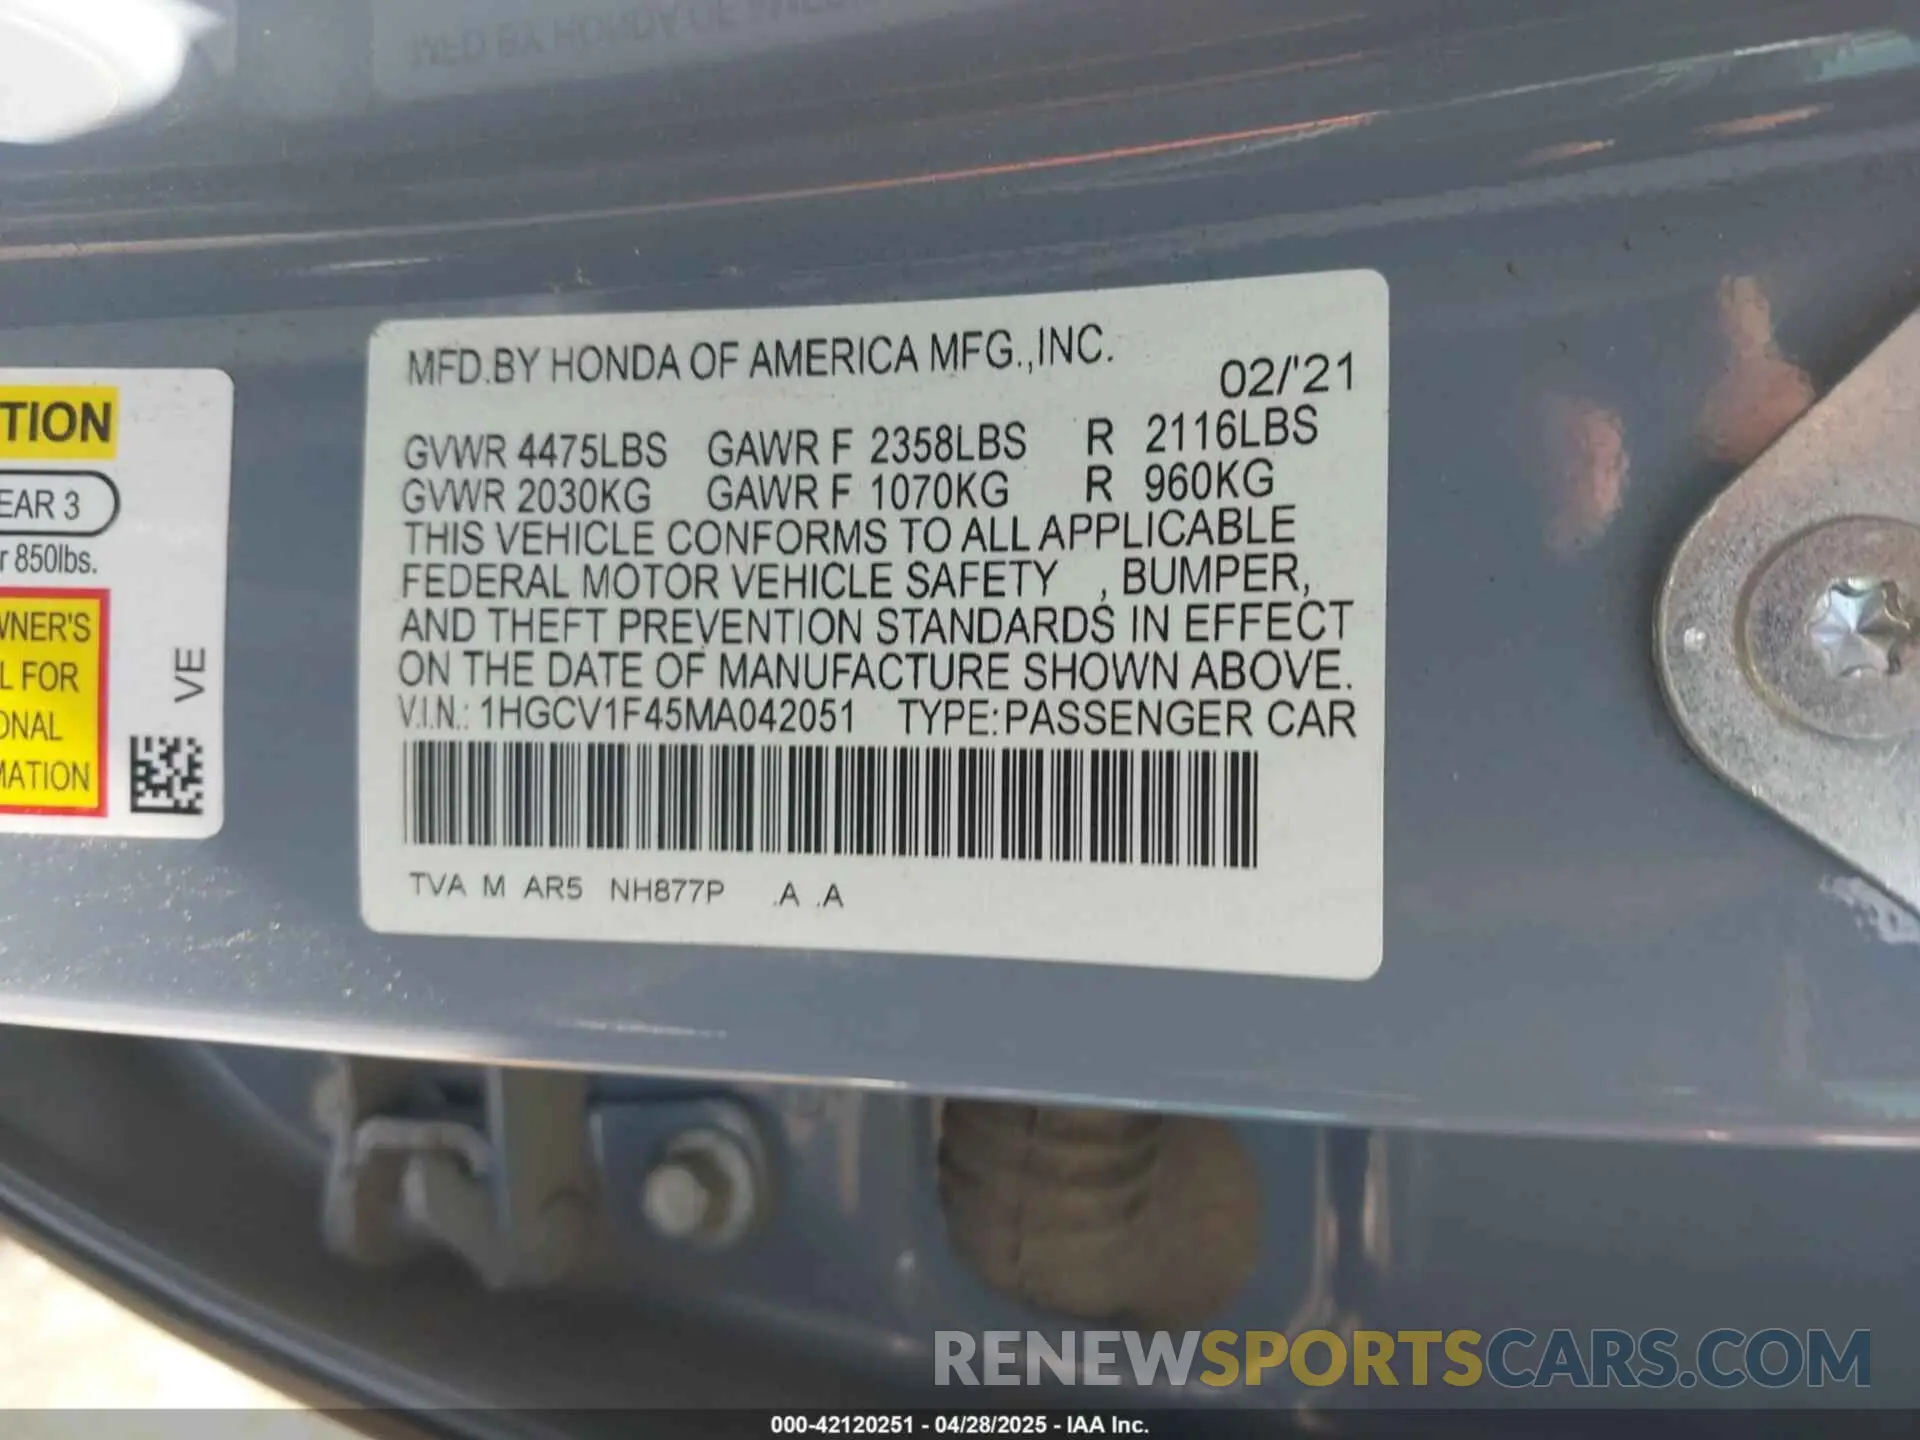 MFD.BY HONDA OF AMERICA MFG.,INC.
02/'21
GVWR 4475LBS GAWR F 2358LBS R 2116LBS
GVWR 2030KG GAWR F 1070KG R 960KG
THIS VEHICLE CONFORMS TO ALL APPLICABLE
FEDERAL MOTOR VEHICLE SAFETY , BUMPER,
AND THEFT PREVENTION STANDARDS IN EFFECT
ON THE DATE OF MANUFACTURE SHOWN ABOVE.
V.I.N.: 1HGCV1F45MA042051 TYPE:PASSENGER CAR
TVA M AR5 NH877P .A .A
TION
EAR 3
r 850lbs.
WNER'S
L FOR
ONAL
MATION
VE
RENEWSPORTSCARS.COM
000-42120251 - 04/28/2025 - IAA Inc.